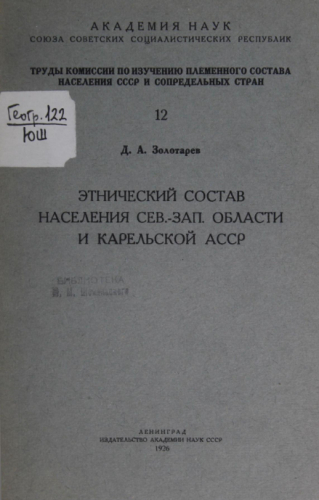 АКАДЕМИЯ НАУК
СОЮЗА СОВЕТСКИХ СОЦИАЛИСТИЧЕСКИХ РЕСПУБЛИК
ТРУДЫ КОМИССИИ ПО ИЗУЧЕНИЮ ПЛЕМЕННОГО СОСТАВА
НАСЕЛЕНИЯ СССР И СОПРЕДЕЛЬНЫХ СТРАН
12
Геогр. 122
ЮШ
Д. А. Золотарев
ЭТНИЧЕСКИЙ СОСТАВ
НАСЕЛЕНИЯ СЕВ.-ЗАП. ОБЛАСТИ
И КАРЕЛЬСКОЙ АССР
БИБЛИОТЕКА
ЛЕНИНГРАД
ИЗДАТЕЛЬСТВО АКАДЕМИИ НАУК СССР
1926